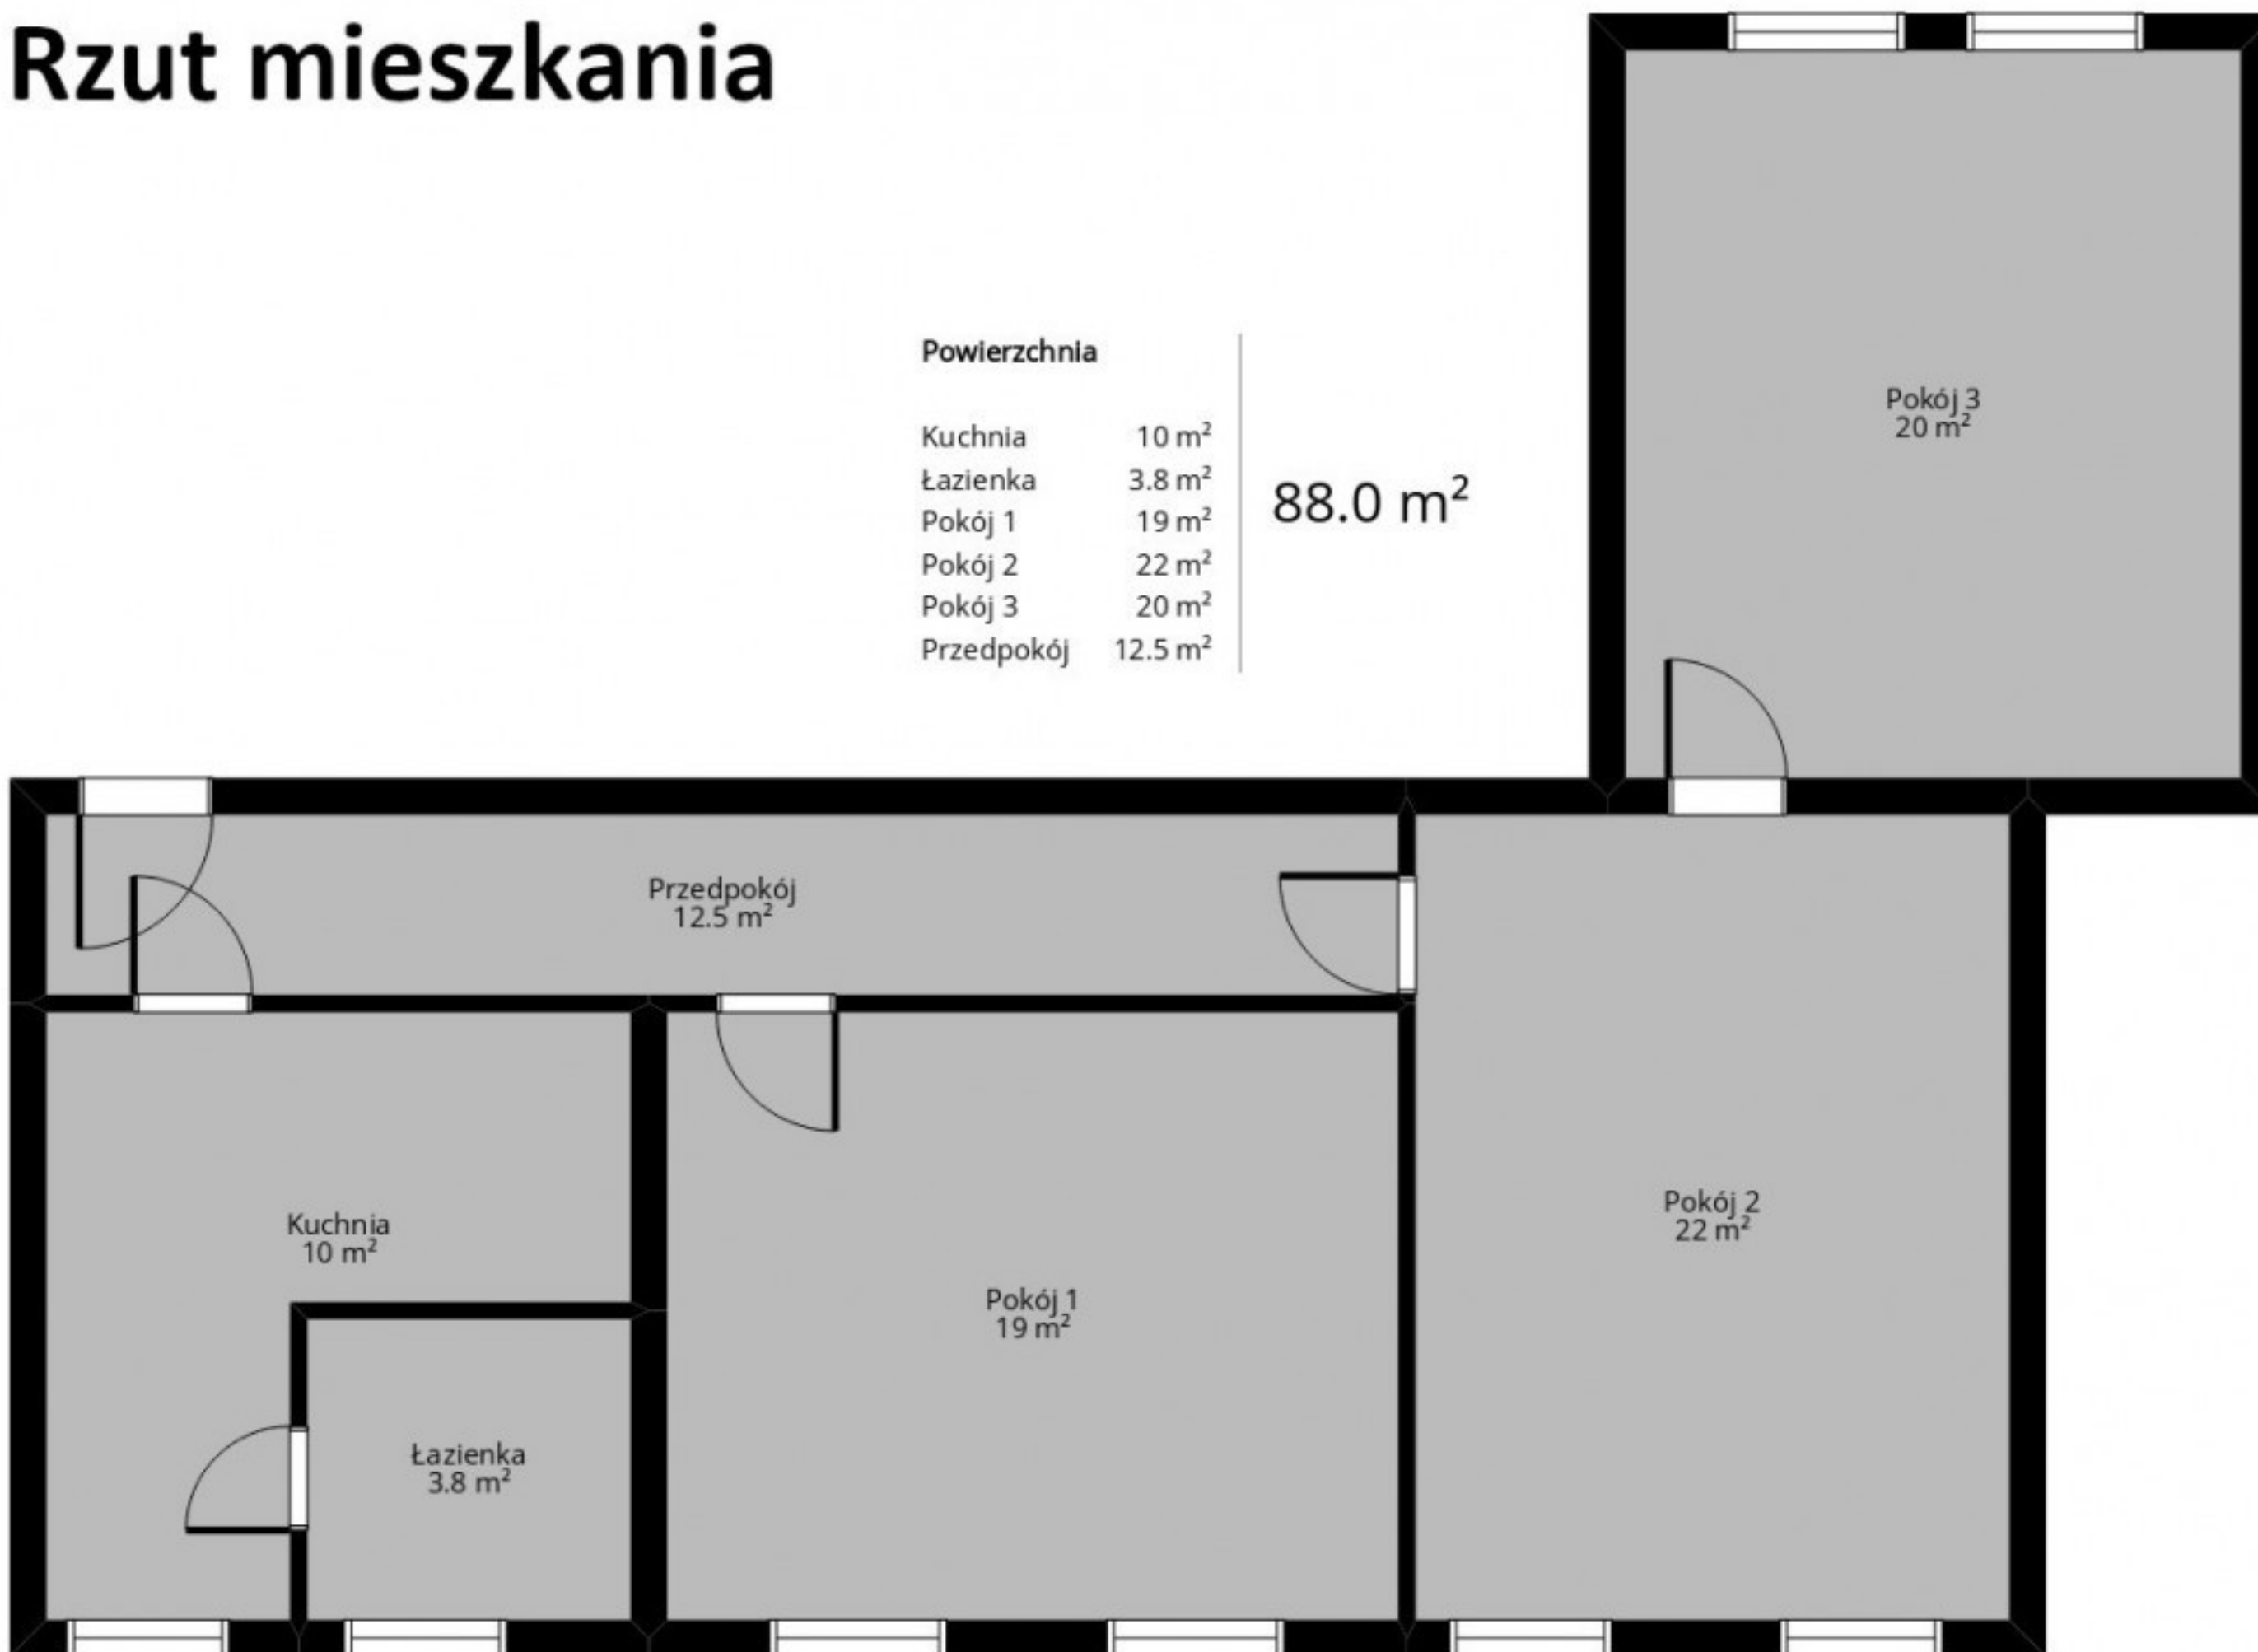 Rzut mieszkania
Powierzchnia
Kuchnia 10 m²
Łazienka 3.8 m²
Pokój 1 19 m²
Pokój 2 22 m²
Pokój 3 20 m²
Przedpokój 12.5 m²
88.0 m²
Pokój 3
20 m²
Przedpokój
12.5 m²
Kuchnia
10 m²
Łazienka
3.8 m²
Pokój 1
19 m²
Pokój 2
22 m²